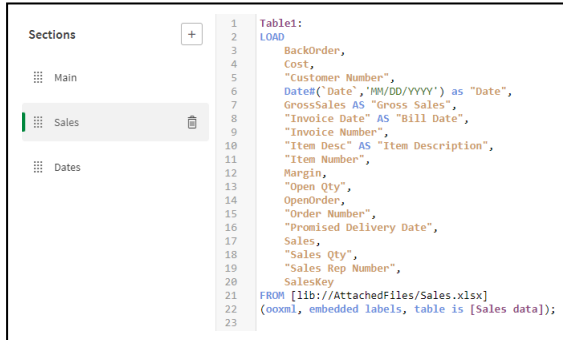 Sections
+
Main
Sales
Dates
1 Table1:
2 LOAD
3 BackOrder,
4 Cost,
5 "Customer Number",
6 Date#(`Date`,'MM/DD/YYYY') as "Date",
7 GrossSales AS "Gross Sales",
8 "Invoice Date" AS "Bill Date",
9 "Invoice Number",
10 "Item Desc" AS "Item Description",
11 "Item Number",
12 Margin,
13 "Open Qty",
14 OpenOrder,
15 "Order Number",
16 "Promised Delivery Date",
17 Sales,
18 "Sales Qty",
19 "Sales Rep Number",
20 SalesKey
21 FROM [lib://AttachedFiles/Sales.xlsx]
22 (ooxml, embedded labels, table is [Sales data]);
23